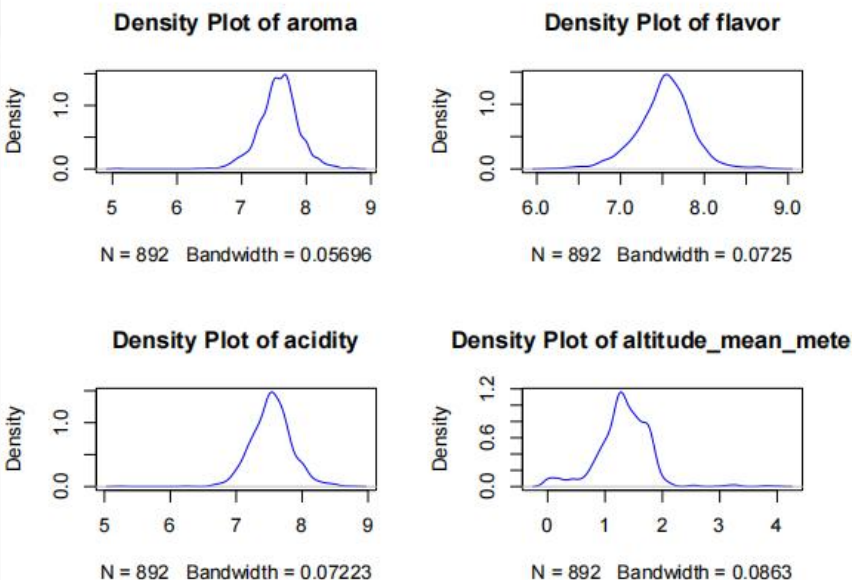 Density Plot of aroma
Density
0.0 1.0
5 6 7 8 9
N = 892 Bandwidth = 0.05696
Density Plot of flavor
Density
0.0 1.0
6.0 7.0 8.0 9.0
N = 892 Bandwidth = 0.0725
Density Plot of acidity
Density
0.0 1.0
5 6 7 8 9
N = 892 Bandwidth = 0.07223
Density Plot of altitude_mean_mete
Density
0.0 0.6 1.2
0 1 2 3 4
N = 892 Bandwidth = 0.0863